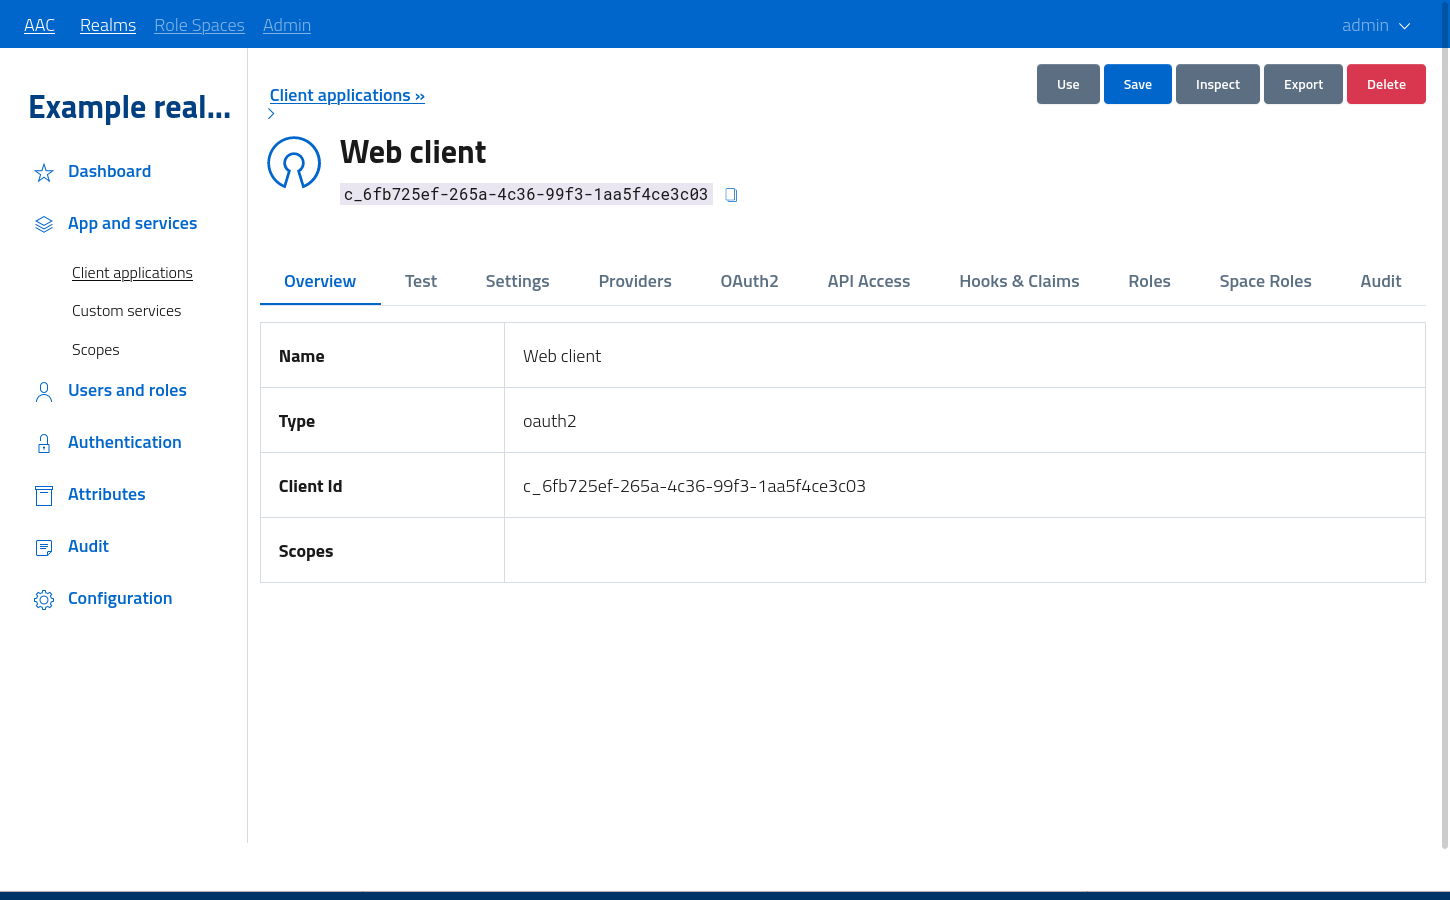 AAC Realms Role Spaces Admin admin
Example real...
Dashboard
App and services
Client applications
Custom services
Scopes
Users and roles
Authentication
Attributes
Audit
Configuration
Client applications »
Use Save Inspect Export Delete
Web client
c_6fb725ef-265a-4c36-99f3-1aa5f4ce3c03
Overview Test Settings Providers OAuth2 API Access Hooks & Claims Roles Space Roles Audit
Name Web client
Type oauth2
Client Id c_6fb725ef-265a-4c36-99f3-1aa5f4ce3c03
Scopes